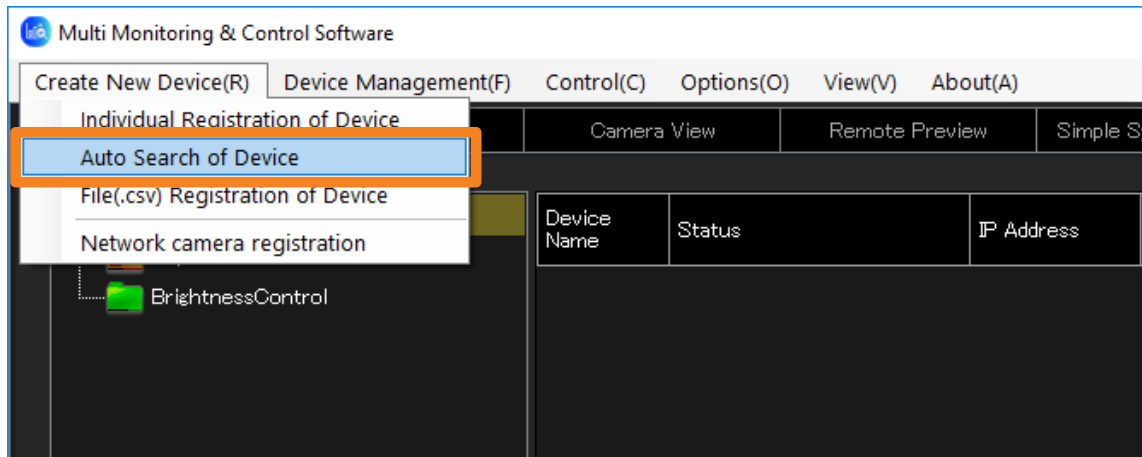 Multi Monitoring & Control Software
Create New Device(R) Device Management(F) Control(C) Options(O) View(V) About(A)
Individual Registration of Device
Auto Search of Device
File(.csv) Registration of Device
Network camera registration
Camera View Remote Preview Simple
Device Name Status IP Address
BrightnessControl